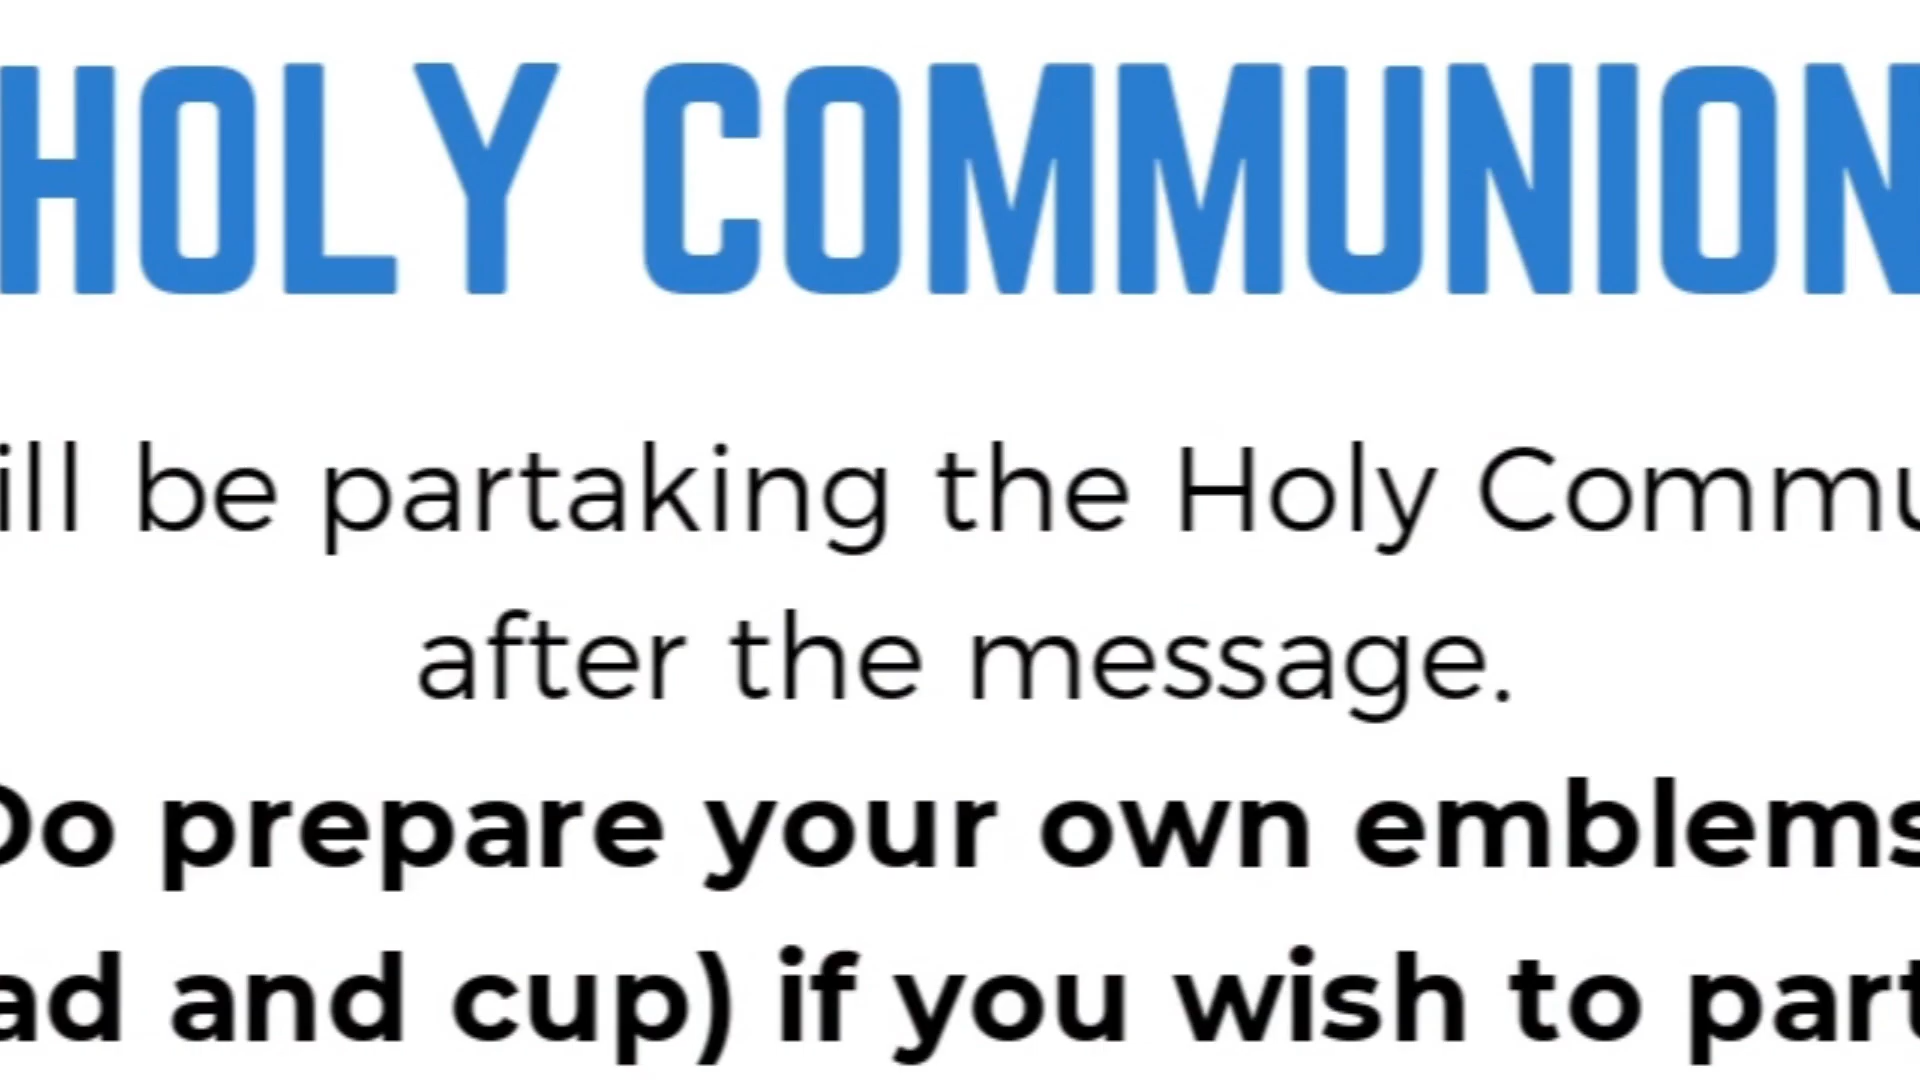 HOLY COMMUNION
ill be partaking the Holy Commu
after the message.
Do prepare your own emblems
ad and cup) if you wish to part